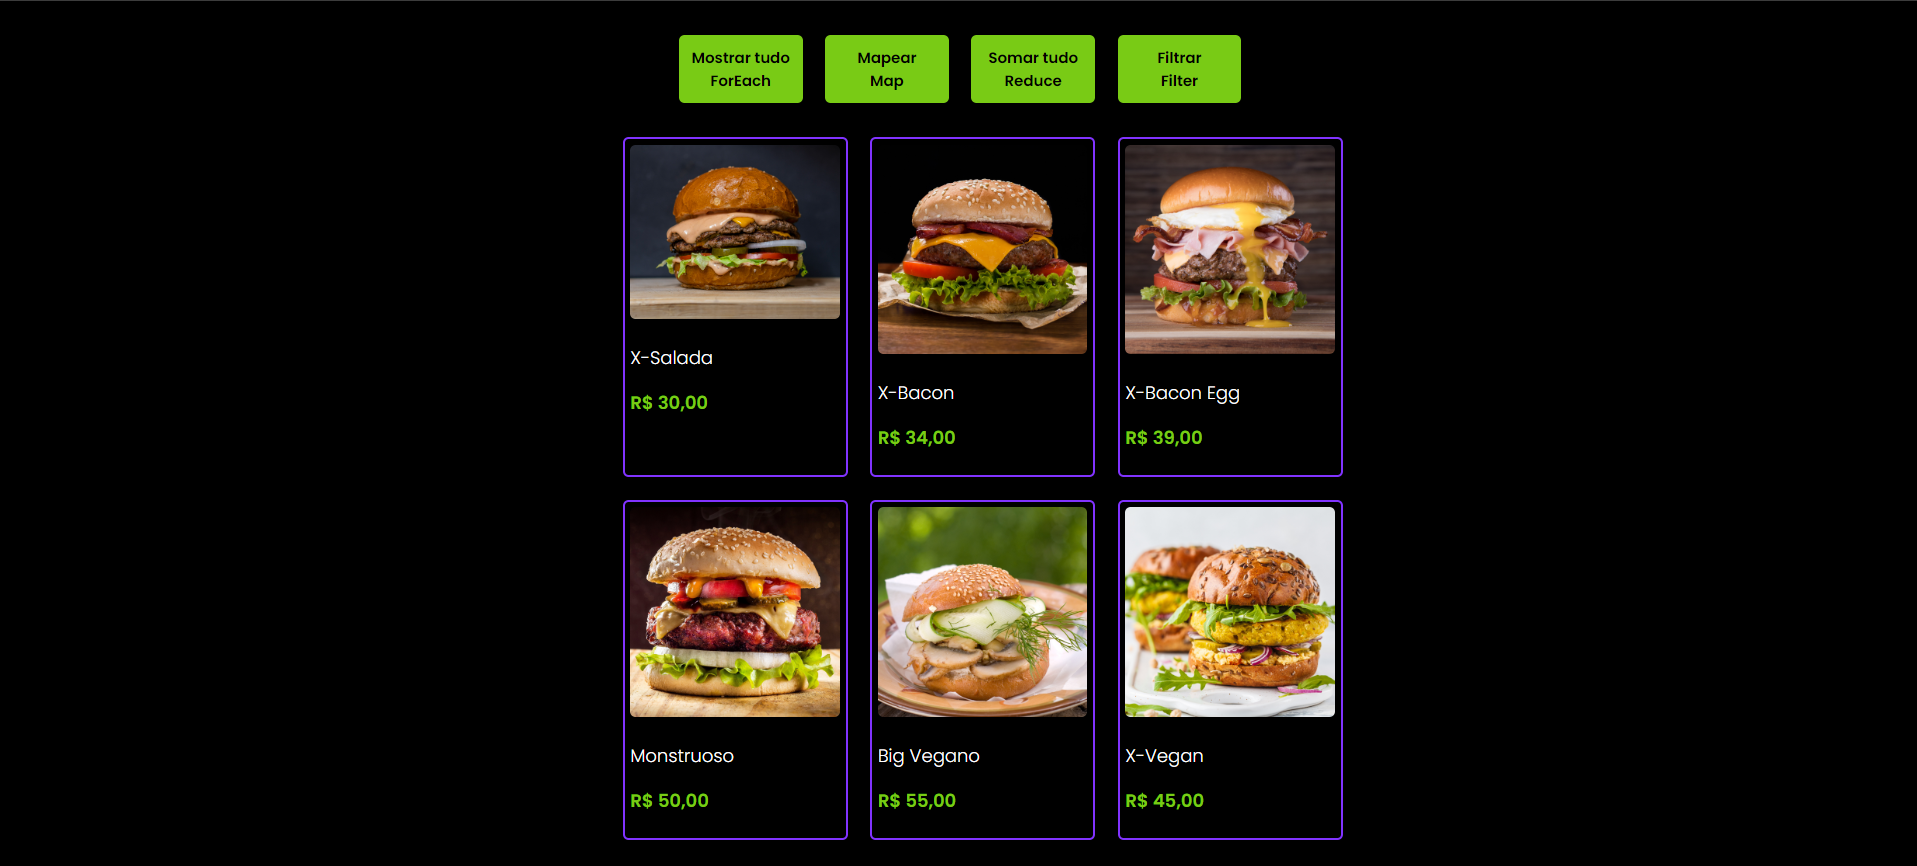 Mostrar tudo
ForEach
Mapear
Map
Somar tudo
Reduce
Filtrar
Filter
X-Salada
R$ 30,00
X-Bacon
R$ 34,00
X-Bacon Egg
R$ 39,00
Monstruoso
R$ 50,00
Big Vegano
R$ 55,00
X-Vegan
R$ 45,00